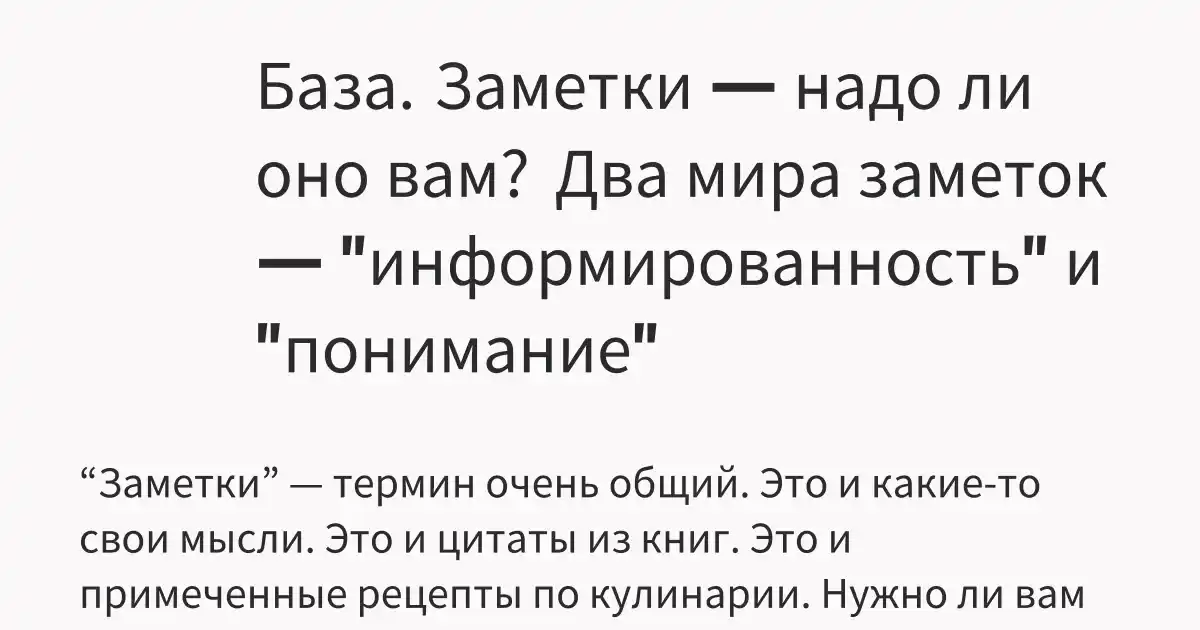 База. Заметки — надо ли
оно вам? Два мира заметок
— "информированность" и
"понимание"
“Заметки” — термин очень общий. Это и какие-то
свои мысли. Это и цитаты из книг. Это и
примеченные рецепты по кулинарии. Нужно ли вам